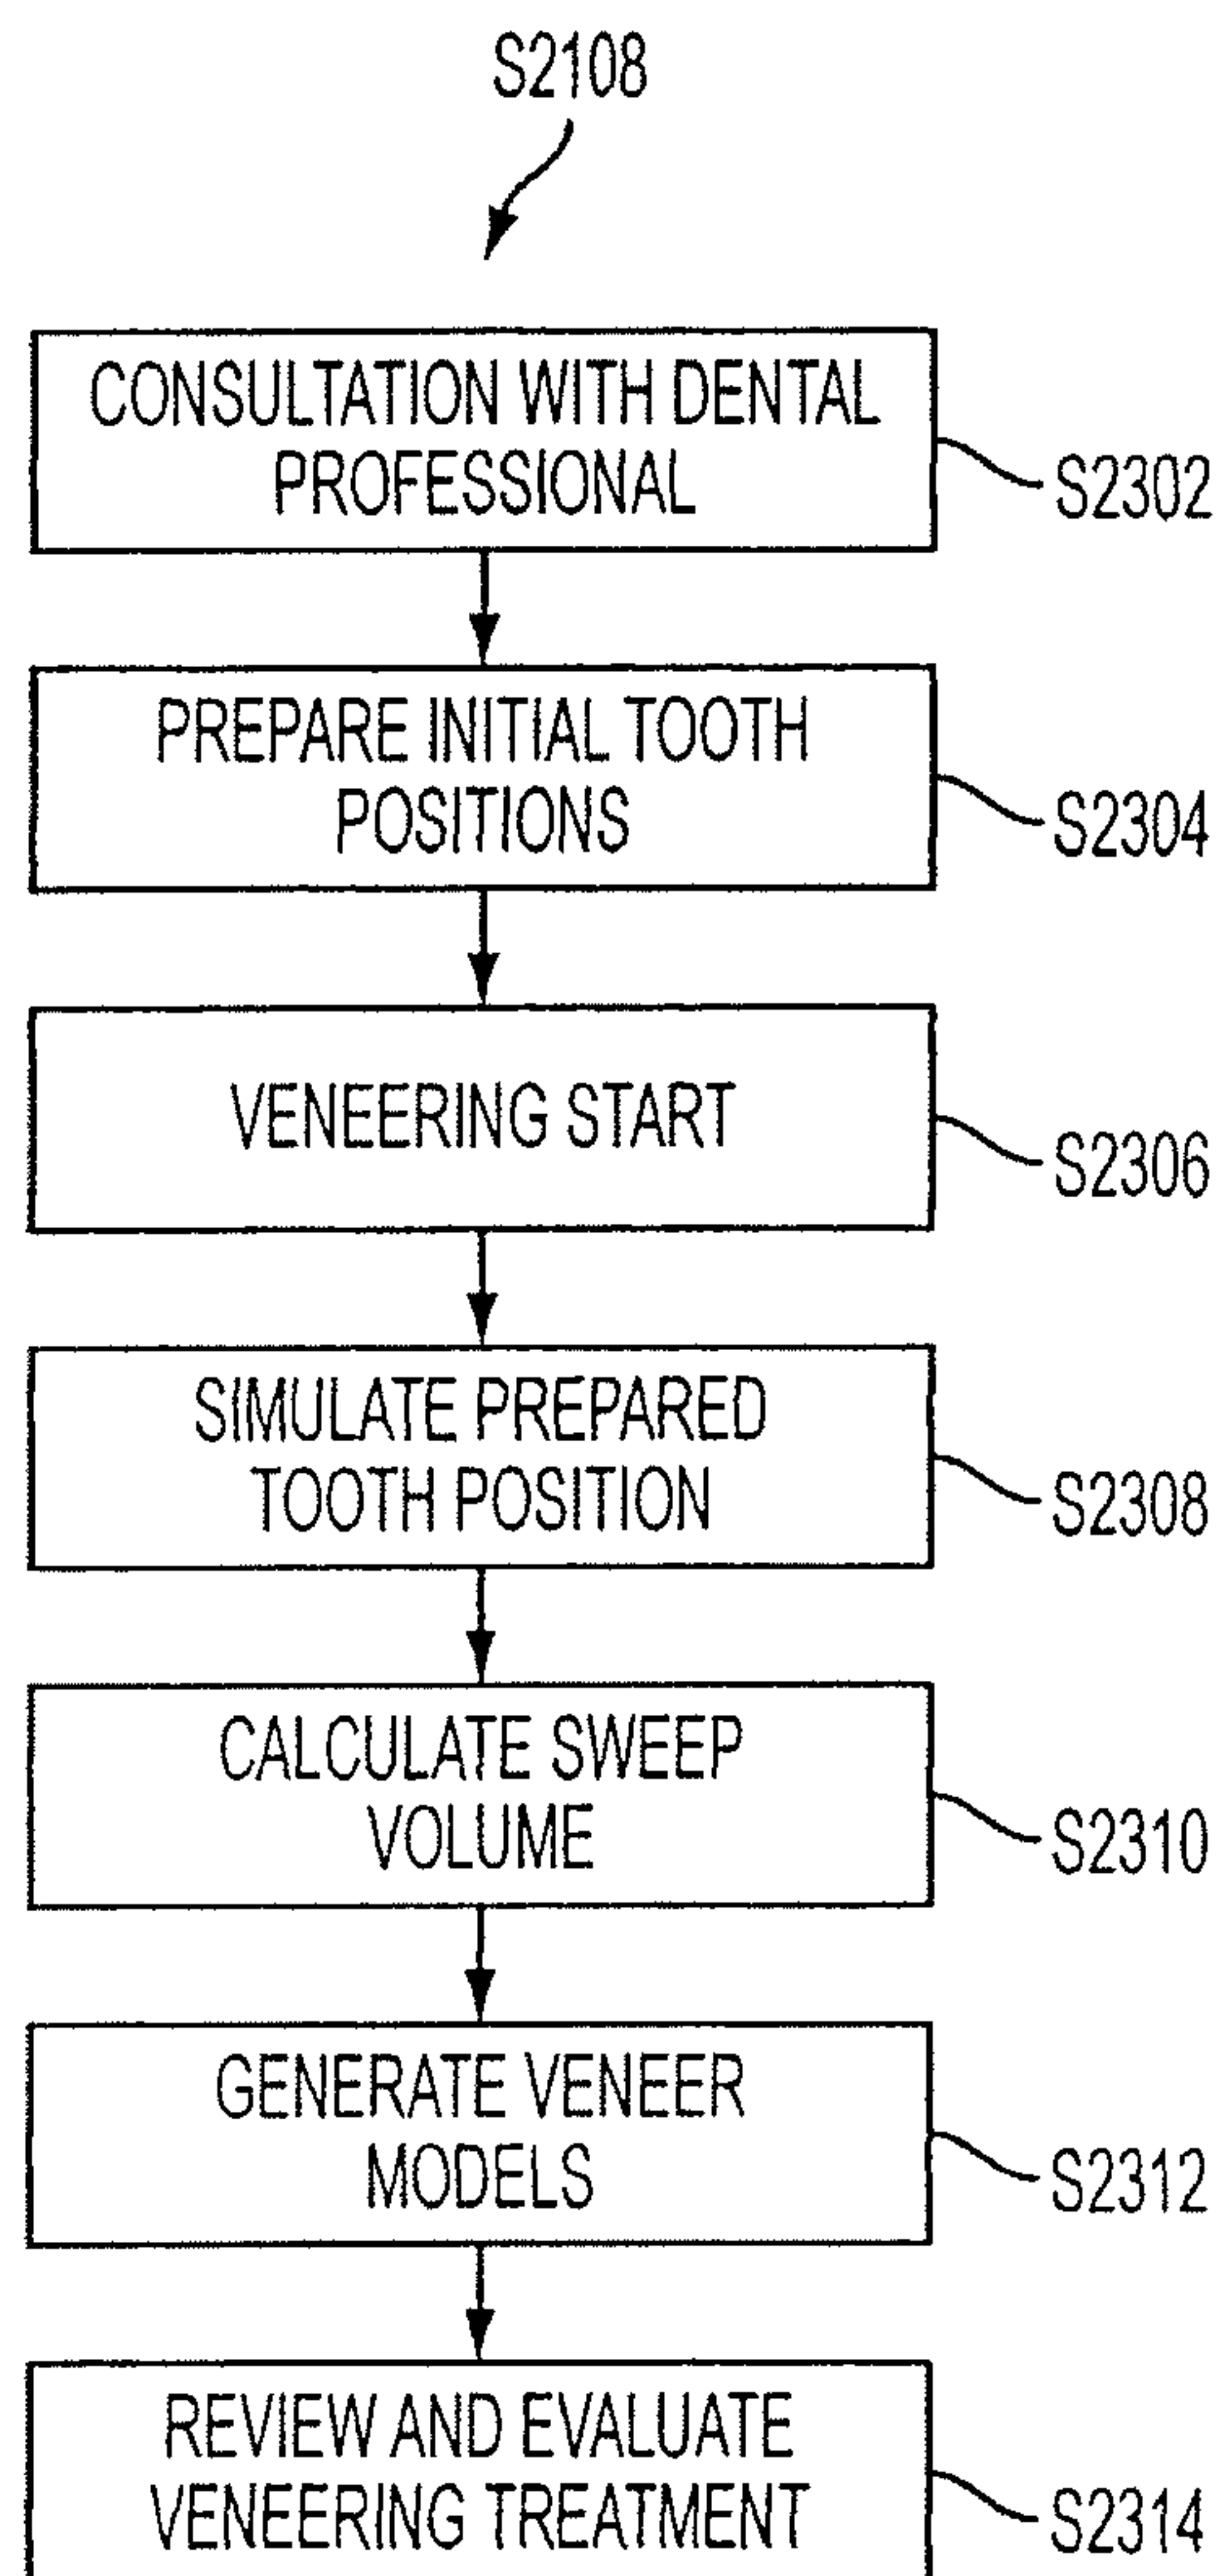 S2108
CONSULTATION WITH DENTAL
PROFESSIONAL
S2302
PREPARE INITIAL TOOTH
POSITIONS
S2304
VENEERING START
S2306
SIMULATE PREPARED
TOOTH POSITION
S2308
CALCULATE SWEEP
VOLUME
S2310
GENERATE VENEER
MODELS
S2312
REVIEW AND EVALUATE
VENEERING TREATMENT
S2314